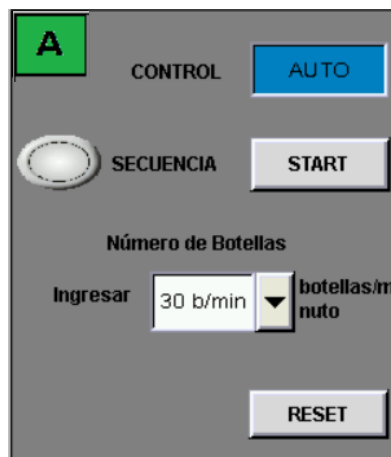 A
CONTROL AUTO
SECUENCIA START
Número de Botellas
Ingresar 30 b/min botellas/m
nuto
RESET